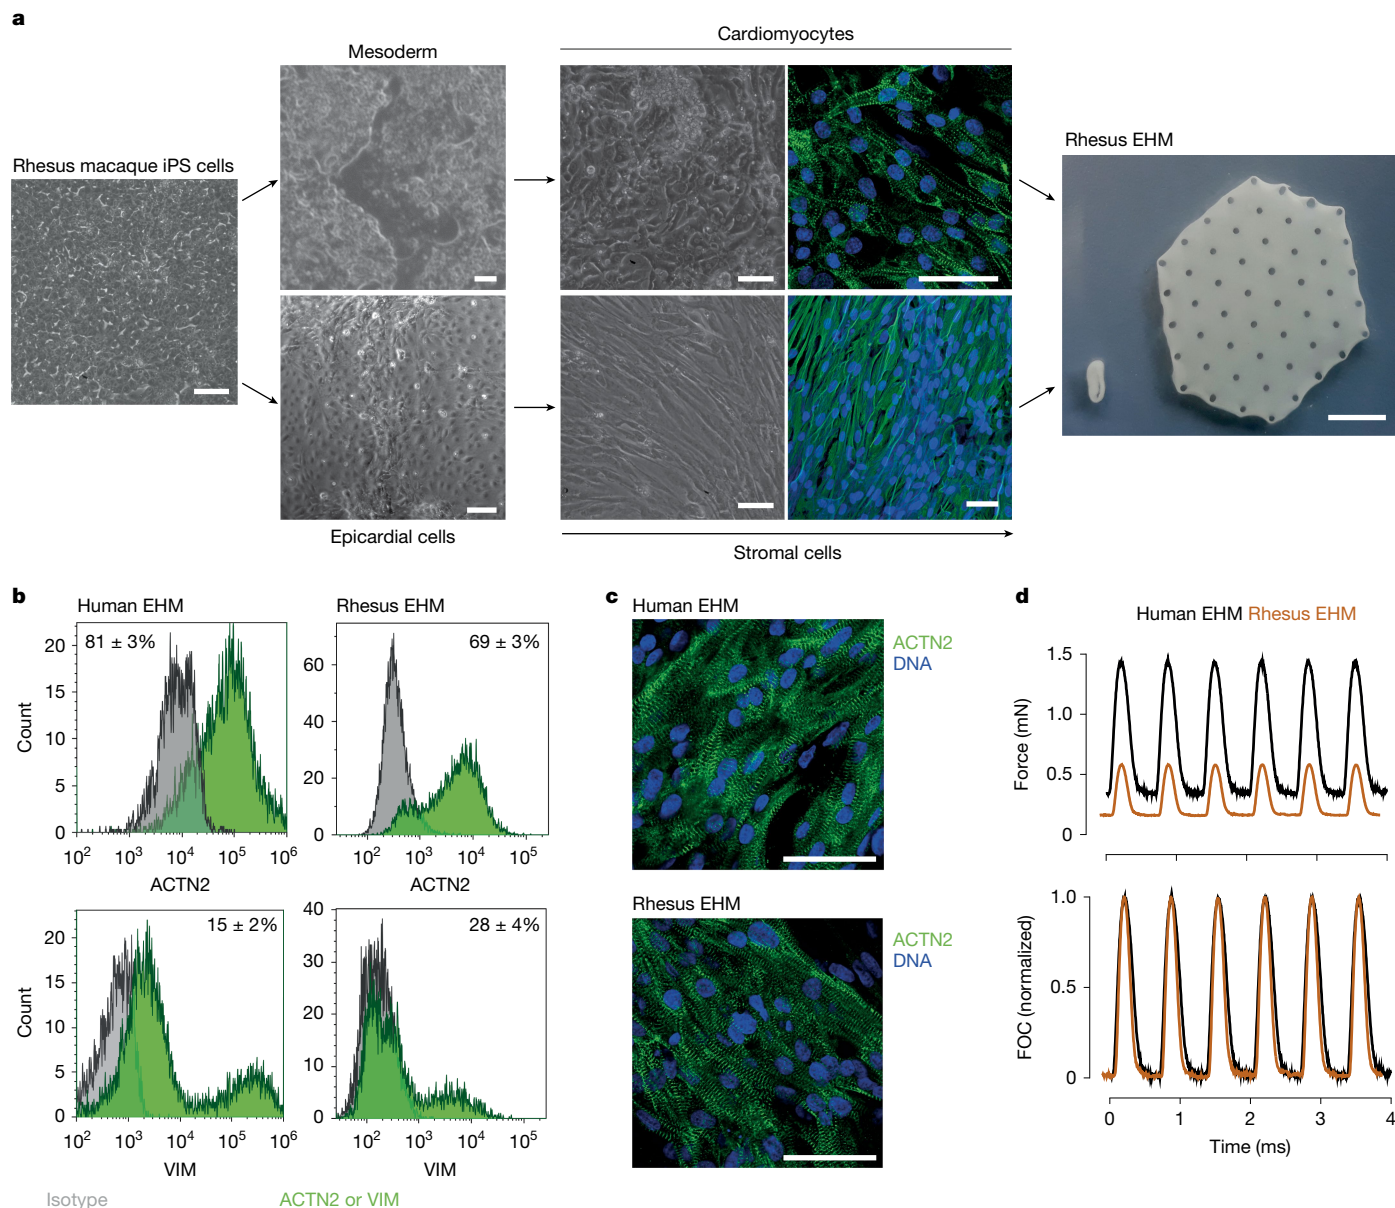 a
Cardiomyocytes
Mesoderm
Rhesus macaque iPS cells
Rhesus EHM
Epicardial cells
Stromal cells
b
Human EHM
81 ± 3%
Count
20
15
10
5
0
10² 10³ 10⁴ 10⁵ 10⁶
ACTN2
Rhesus EHM
69 ± 3%
60
40
20
0
10² 10³ 10⁴ 10⁵
ACTN2
15 ± 2%
Count
20
15
10
5
0
10² 10³ 10⁴ 10⁵ 10⁶
VIM
28 ± 4%
40
30
20
10
0
10² 10³ 10⁴ 10⁵
VIM
Isotype
ACTN2 or VIM
c
Human EHM
ACTN2
DNA
Rhesus EHM
ACTN2
DNA
d
Human EHM Rhesus EHM
Force (mN)
1.5
1.0
0.5
0
FOC (normalized)
1.0
0.5
0
0 1 2 3 4
Time (ms)